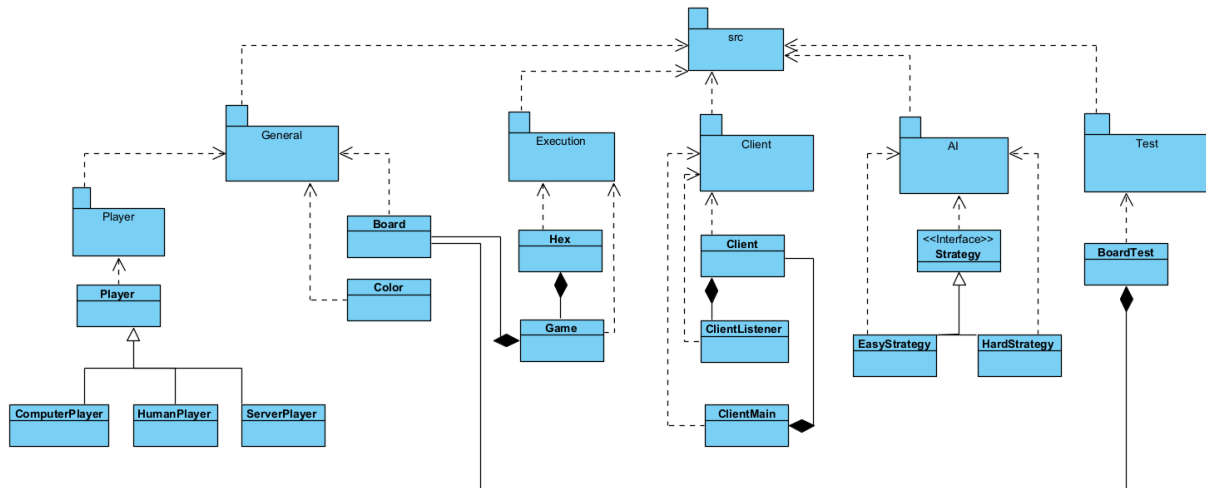 src
General
Execution
Client
AI
Test
Player
Board
Hex
Client
<<Interface>>
Strategy
BoardTest
Player
Color
Game
ClientListener
EasyStrategy
HardStrategy
ComputerPlayer
HumanPlayer
ServerPlayer
ClientMain